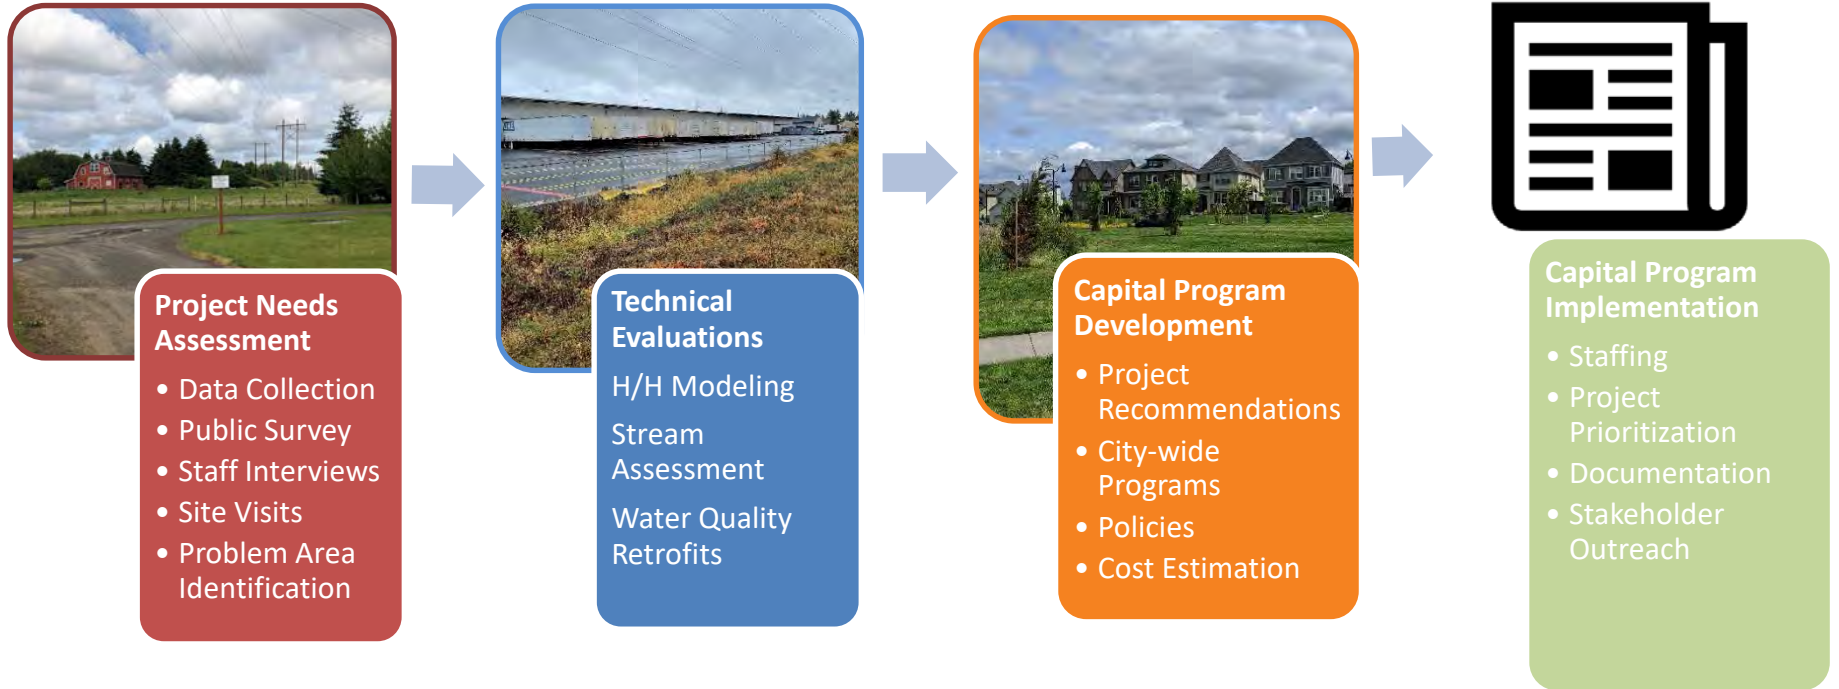 Project Needs
Assessment
• Data Collection
• Public Survey
• Staff Interviews
• Site Visits
• Problem Area
Identification
Technical
Evaluations
H/H Modeling
Stream
Assessment
Water Quality
Retrofits
Capital Program
Development
• Project
Recommendations
• City-wide
Programs
• Policies
• Cost Estimation
Capital Program
Implementation
• Staffing
• Project
Prioritization
• Documentation
• Stakeholder
Outreach